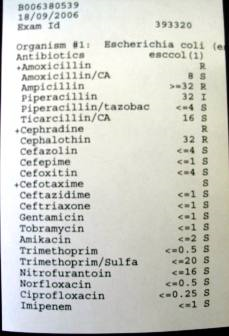 B006380539
18/09/2006
Exam Id 393320
Organism #1: Escherichia coli
Antibiotics esccol(1)
+Amoxicillin R
Amoxicillin/CA 8 S
Ampicillin >=32 R
Piperacillin 32 I
Piperacillin/tazobac <=4 S
Ticarcillin/CA 16 S
+Cephradine R
Cephalothin 32 R
Cefazolin <=4 S
Cefepime <=1 S
Cefoxitin <=4 S
+Cefotaxime S
Ceftazidime <=1 S
Ceftriaxone <=1 S
Gentamicin <=1 S
Tobramycin <=1 S
Amikacin <=2 S
Trimethoprim <=0.5 S
Trimethoprim/Sulfa <=20 S
Nitrofurantoin <=16 S
Norfloxacin <=0.5 S
Ciprofloxacin <=0.25 S
Imipenem <=1 S